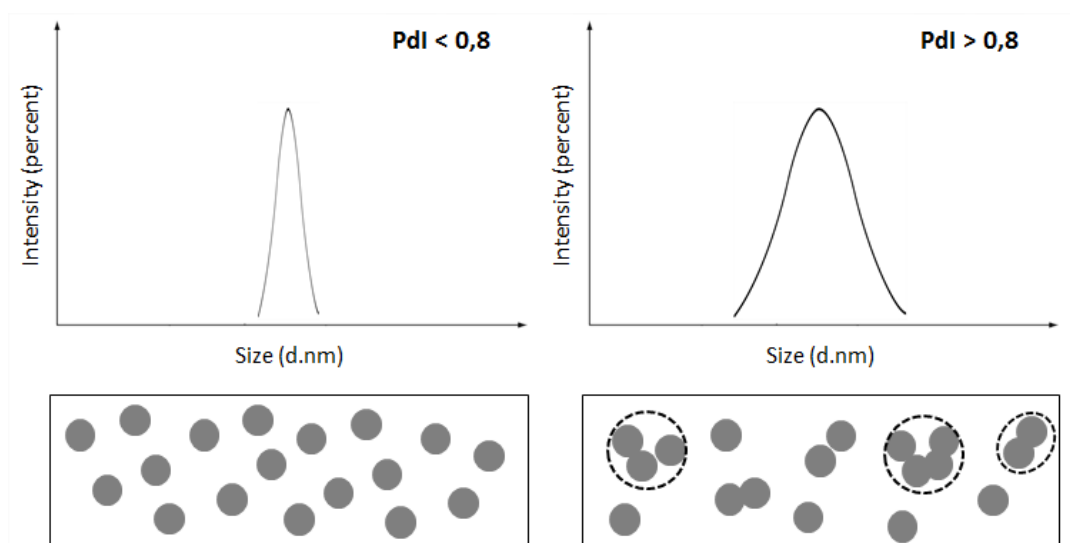 PdI < 0,8
Intensity (percent)
Size (d.nm)
PdI > 0,8
Intensity (percent)
Size (d.nm)